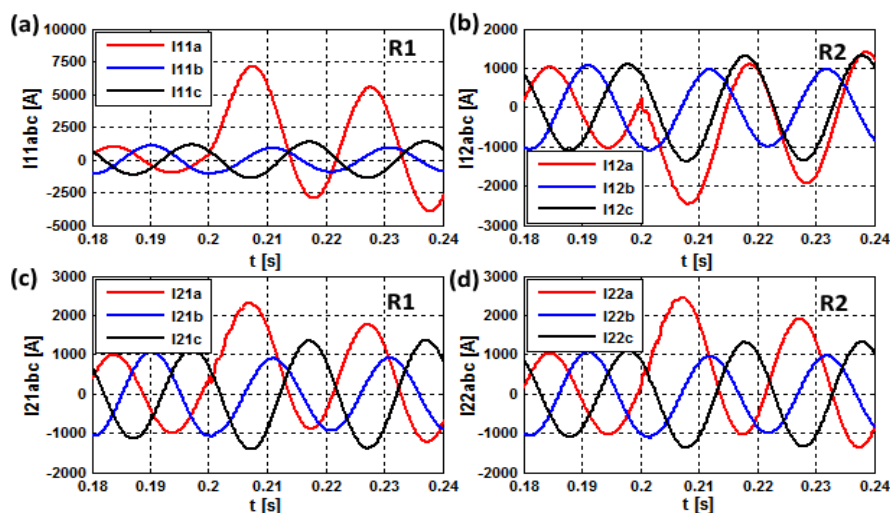 (a)
I11abc [A]
10000
7500
5000
2500
0
-2500
-5000
I11a
I11b
I11c
R1
0.18 0.19 0.2 0.21 0.22 0.23 0.24
t [s]
(b)
I12abc [A]
2000
1000
0
-1000
-2000
-3000
R2
I12a
I12b
I12c
0.18 0.19 0.2 0.21 0.22 0.23 0.24
t [s]
(c)
I21abc [A]
3000
2000
1000
0
-1000
-2000
I21a
I21b
I21c
R1
0.18 0.19 0.2 0.21 0.22 0.23 0.24
t [s]
(d)
I22abc [A]
3000
2000
1000
0
-1000
-2000
I22a
I22b
I22c
R2
0.18 0.19 0.2 0.21 0.22 0.23 0.24
t [s]